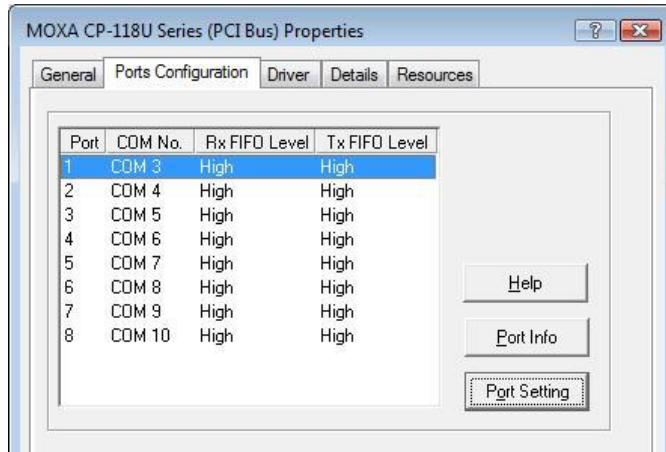 MOXA CP-118U Series (PCI Bus) Properties
General Ports Configuration Driver Details Resources
Port COM No. Rx FIFO Level Tx FIFO Level
1 COM 3 High High
2 COM 4 High High
3 COM 5 High High
4 COM 6 High High
5 COM 7 High High
6 COM 8 High High
7 COM 9 High High
8 COM 10 High High
Help
Port Info
Port Setting